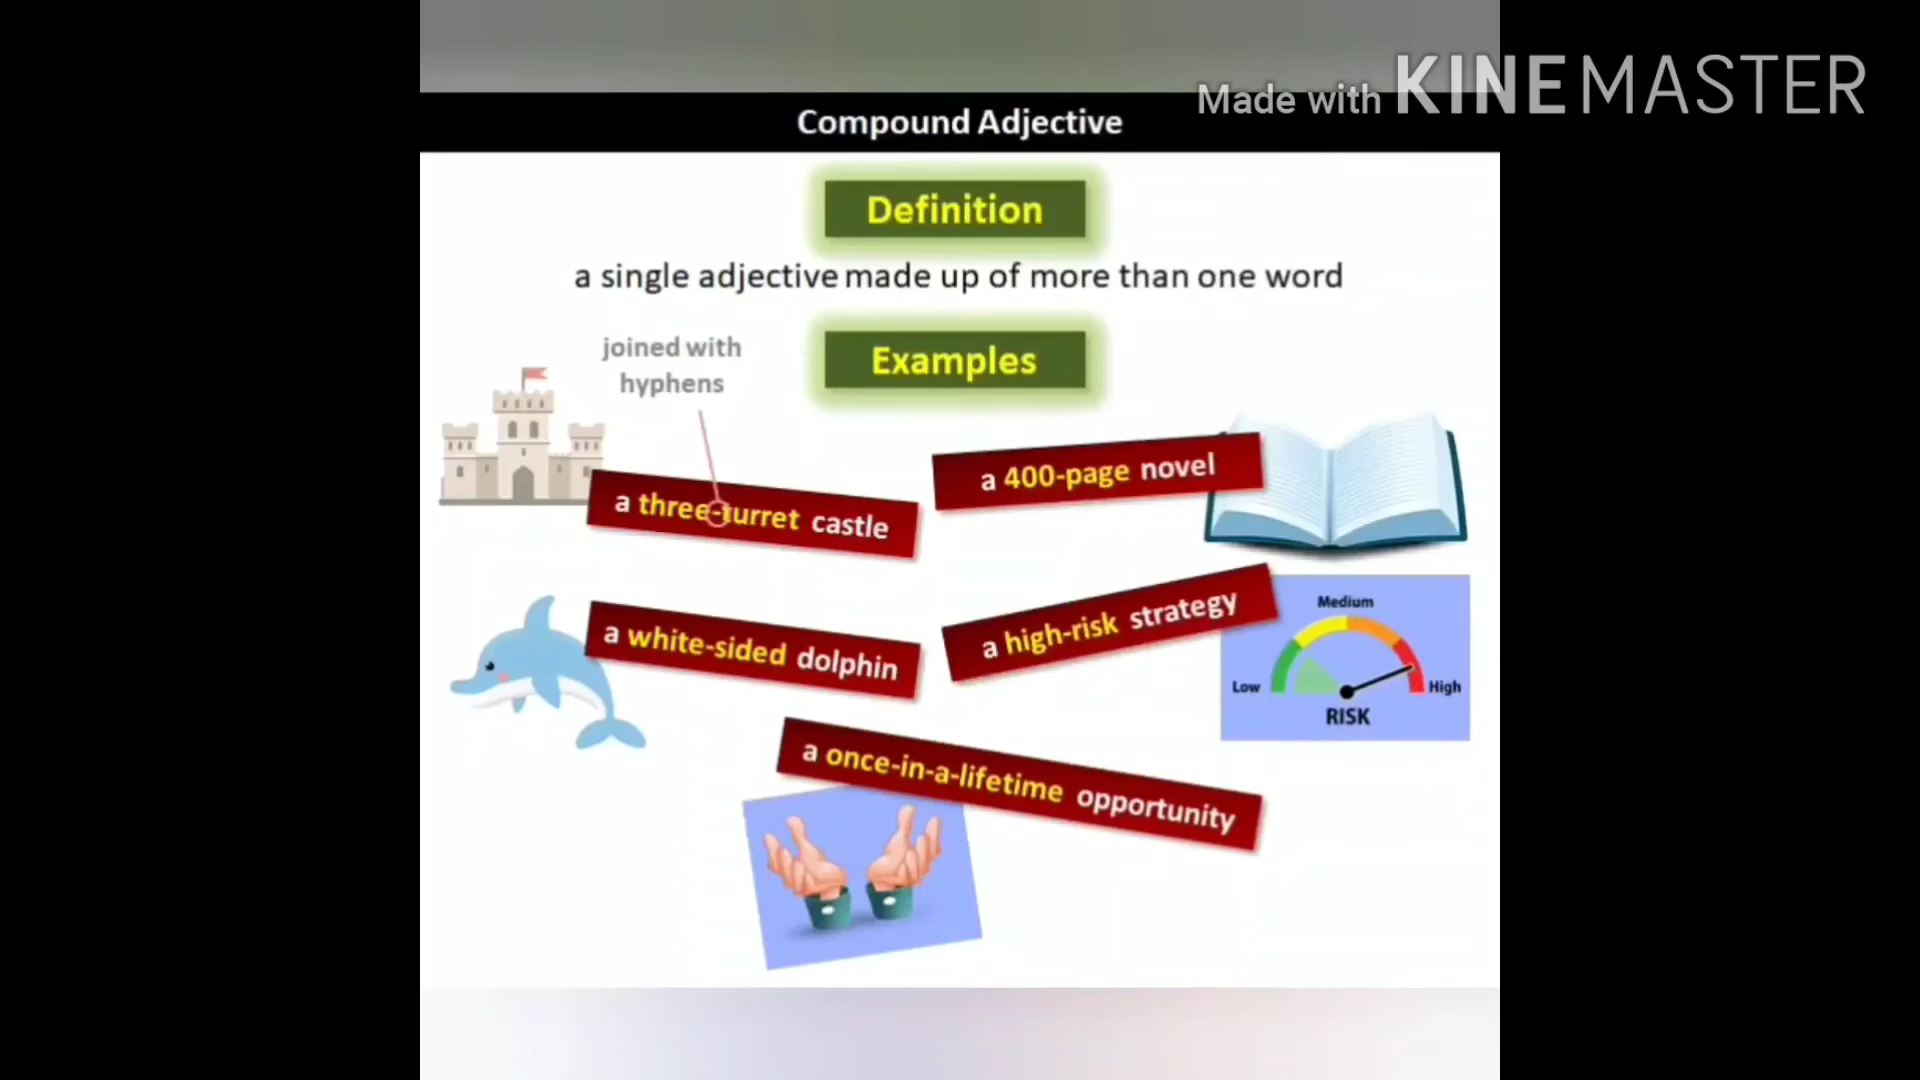 Made with KINEMASTER
Compound Adjective
Definition
a single adjective made up of more than one word
Examples
joined with
hyphens
a three-turret castle
a 400-page novel
a white-sided dolphin
a high-risk strategy
Medium
Low
High
RISK
a once-in-a-lifetime opportunity